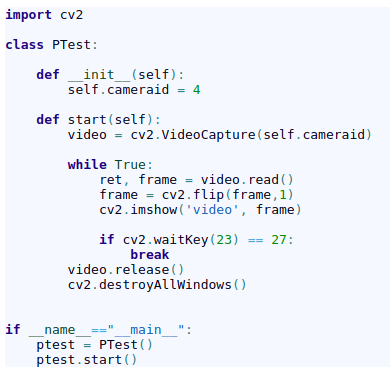 import cv2
class PTest:
    def __init__(self):
        self.cameraid = 4
    def start(self):
        video = cv2.VideoCapture(self.cameraid)
        while True:
            ret, frame = video.read()
            frame = cv2.flip(frame,1)
            cv2.imshow('video', frame)
            if cv2.waitKey(23) == 27:
                break
        video.release()
        cv2.destroyAllWindows()
if __name__=="__main__":
    ptest = PTest()
    ptest.start()